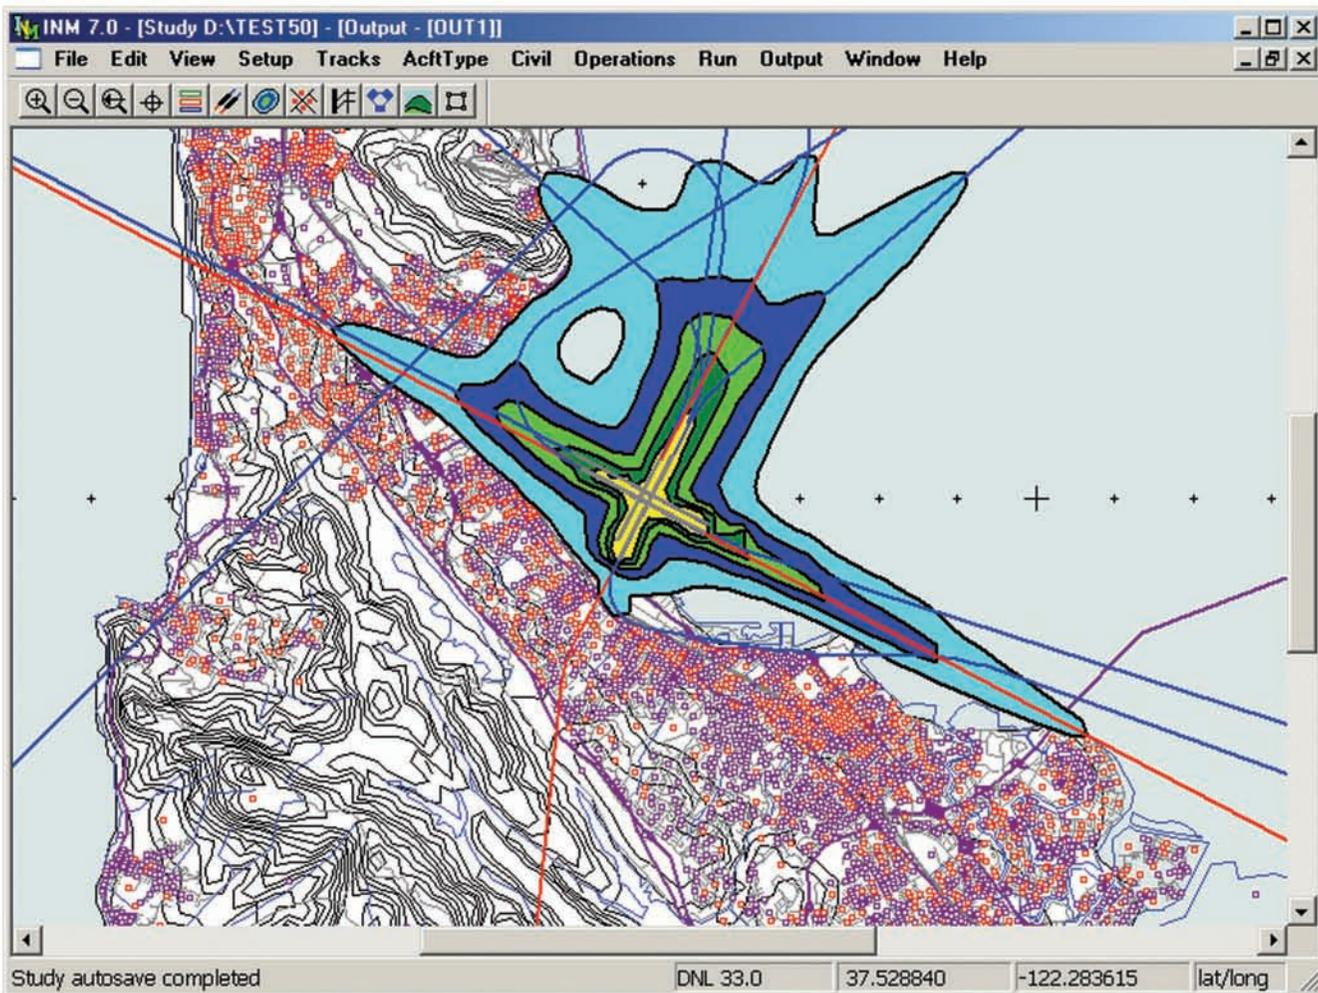 INM 7.0 - [Study D:\TEST50] - [Output - [OUT1]]
File Edit View Setup Tracks AcftType Civil Operations Run Output Window Help
Study autosave completed DNL 33.0 37.528840 -122.283615 lat/long